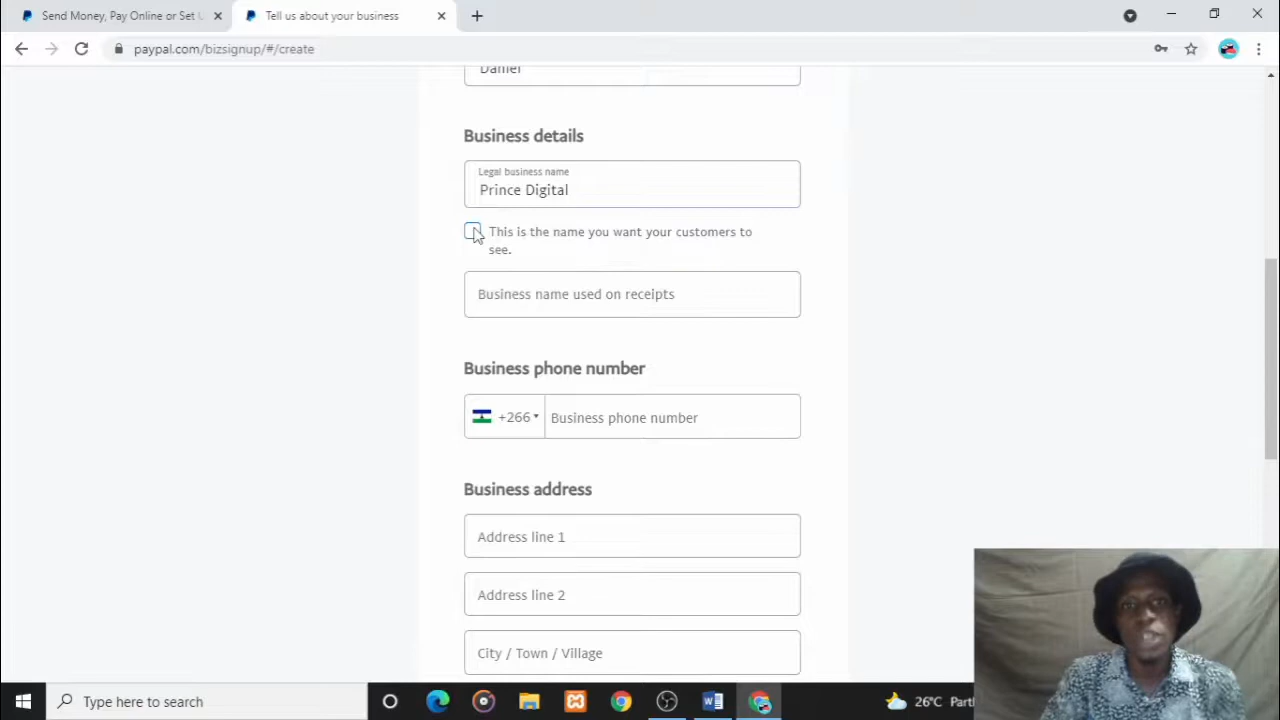 Send Money, Pay Online or Set U
Tell us about your business
paypal.com/bizsignup/#/create
Daniel
Business details
Legal business name
Prince Digital
This is the name you want your customers to
see.
Business name used on receipts
Business phone number
+266
Business phone number
Business address
Address line 1
Address line 2
City / Town / Village
Type here to search
26°C